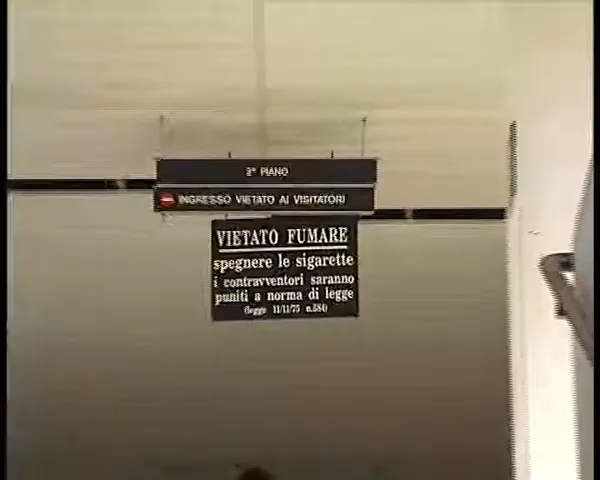 3° PIANO
INGRESSO VIETATO AI VISITATORI
VIETATO FUMARE
spegnere le sigarette
i contravventori saranno
puniti a norma di legge
(legge 11/11/75 n.584)